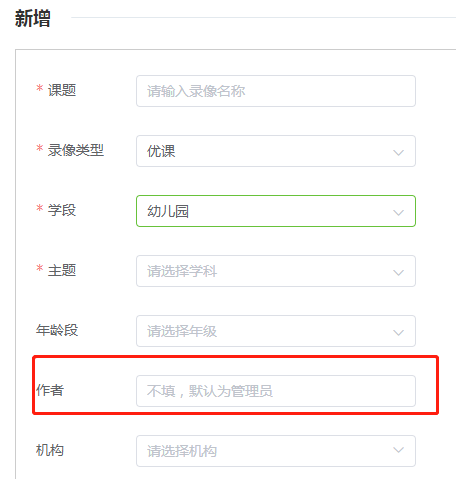 新增
* 课题 请输入录像名称
* 录像类型 优课
* 学段 幼儿园
* 主题 请选择学科
年龄段 请选择年级
作者 不填，默认为管理员
机构 请选择机构